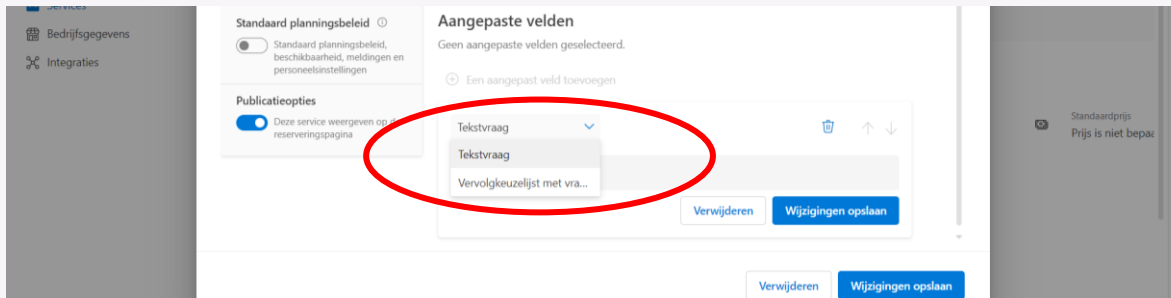 Services
Bedrijfsgegevens
Integraties
Standaard planningsbeleid
Standaard planningsbeleid,
beschikbaarheid, meldingen en
personeelsinstellingen
Publicatieopties
Deze service weergeven op de
reserveringspagina
Aangepaste velden
Geen aangepaste velden geselecteerd.
Een aangepast veld toevoegen
Tekstvraag
Tekstvraag
Vervolgkeuzelijst met vra...
Verwijderen Wijzigingen opslaan
Verwijderen Wijzigingen opslaan
Standaardprijs
Prijs is niet bepaa